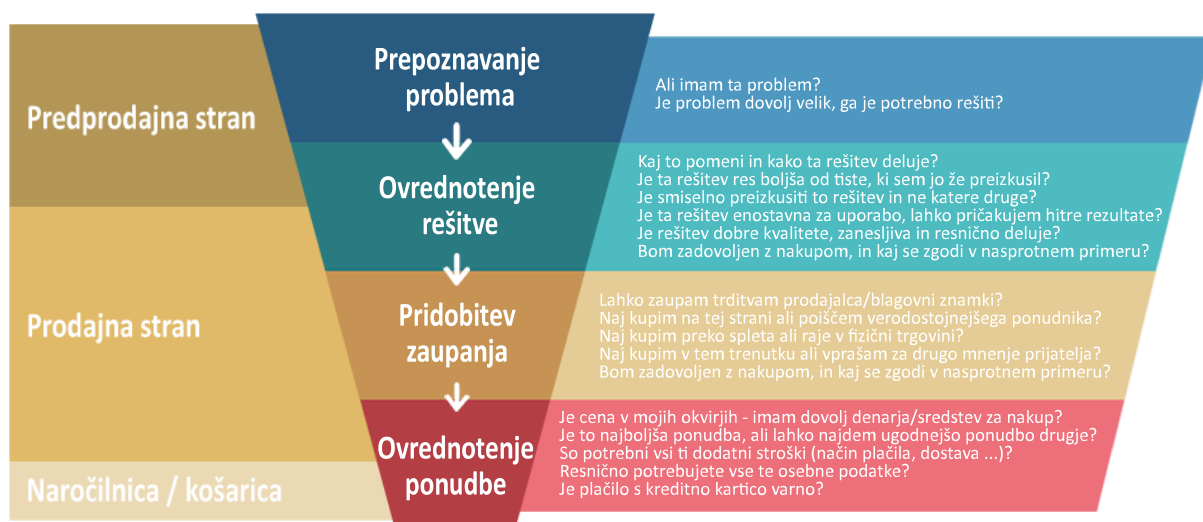 Predprodajna stran
Prodajna stran
Naročilnica / košarica
Prepoznavanje
problema
Ali imam ta problem?
Je problem dovolj velik, ga je potrebno rešiti?
Ovrednotenje
rešitve
Kaj to pomeni in kako ta rešitev deluje?
Je ta rešitev res boljša od tiste, ki sem jo že preizkusil?
Je smiselno preizkusiti to rešitev in ne katere druge?
Je ta rešitev enostavna za uporabo, lahko pričakujem hitre rezultate?
Je rešitev dobre kvalitete, zanesljiva in resnično deluje?
Bom zadovoljen z nakupom, in kaj se zgodi v nasprotnem primeru?
Pridobitev
zaupanja
Lahko zaupam trditvam prodajalca/blagovni znamki?
Naj kupim na tej strani ali poiščem verodostojnejšega ponudnika?
Naj kupim preko spleta ali raje v fizični trgovini?
Naj kupim v tem trenutku ali vprašam za drugo mnenje prijatelja?
Bom zadovoljen z nakupom, in kaj se zgodi v nasprotnem primeru?
Ovrednotenje
ponudbe
Je cena v mojih okvirjih - imam dovolj denarja/sredstev za nakup?
Je to najboljša ponudba, ali lahko najdem ugodnejšo ponudbo drugje?
So potrebni vsi ti dodatni stroški (način plačila, dostava ...)?
Resnično potrebujete vse te osebne podatke?
Je plačilo s kreditno kartico varno?